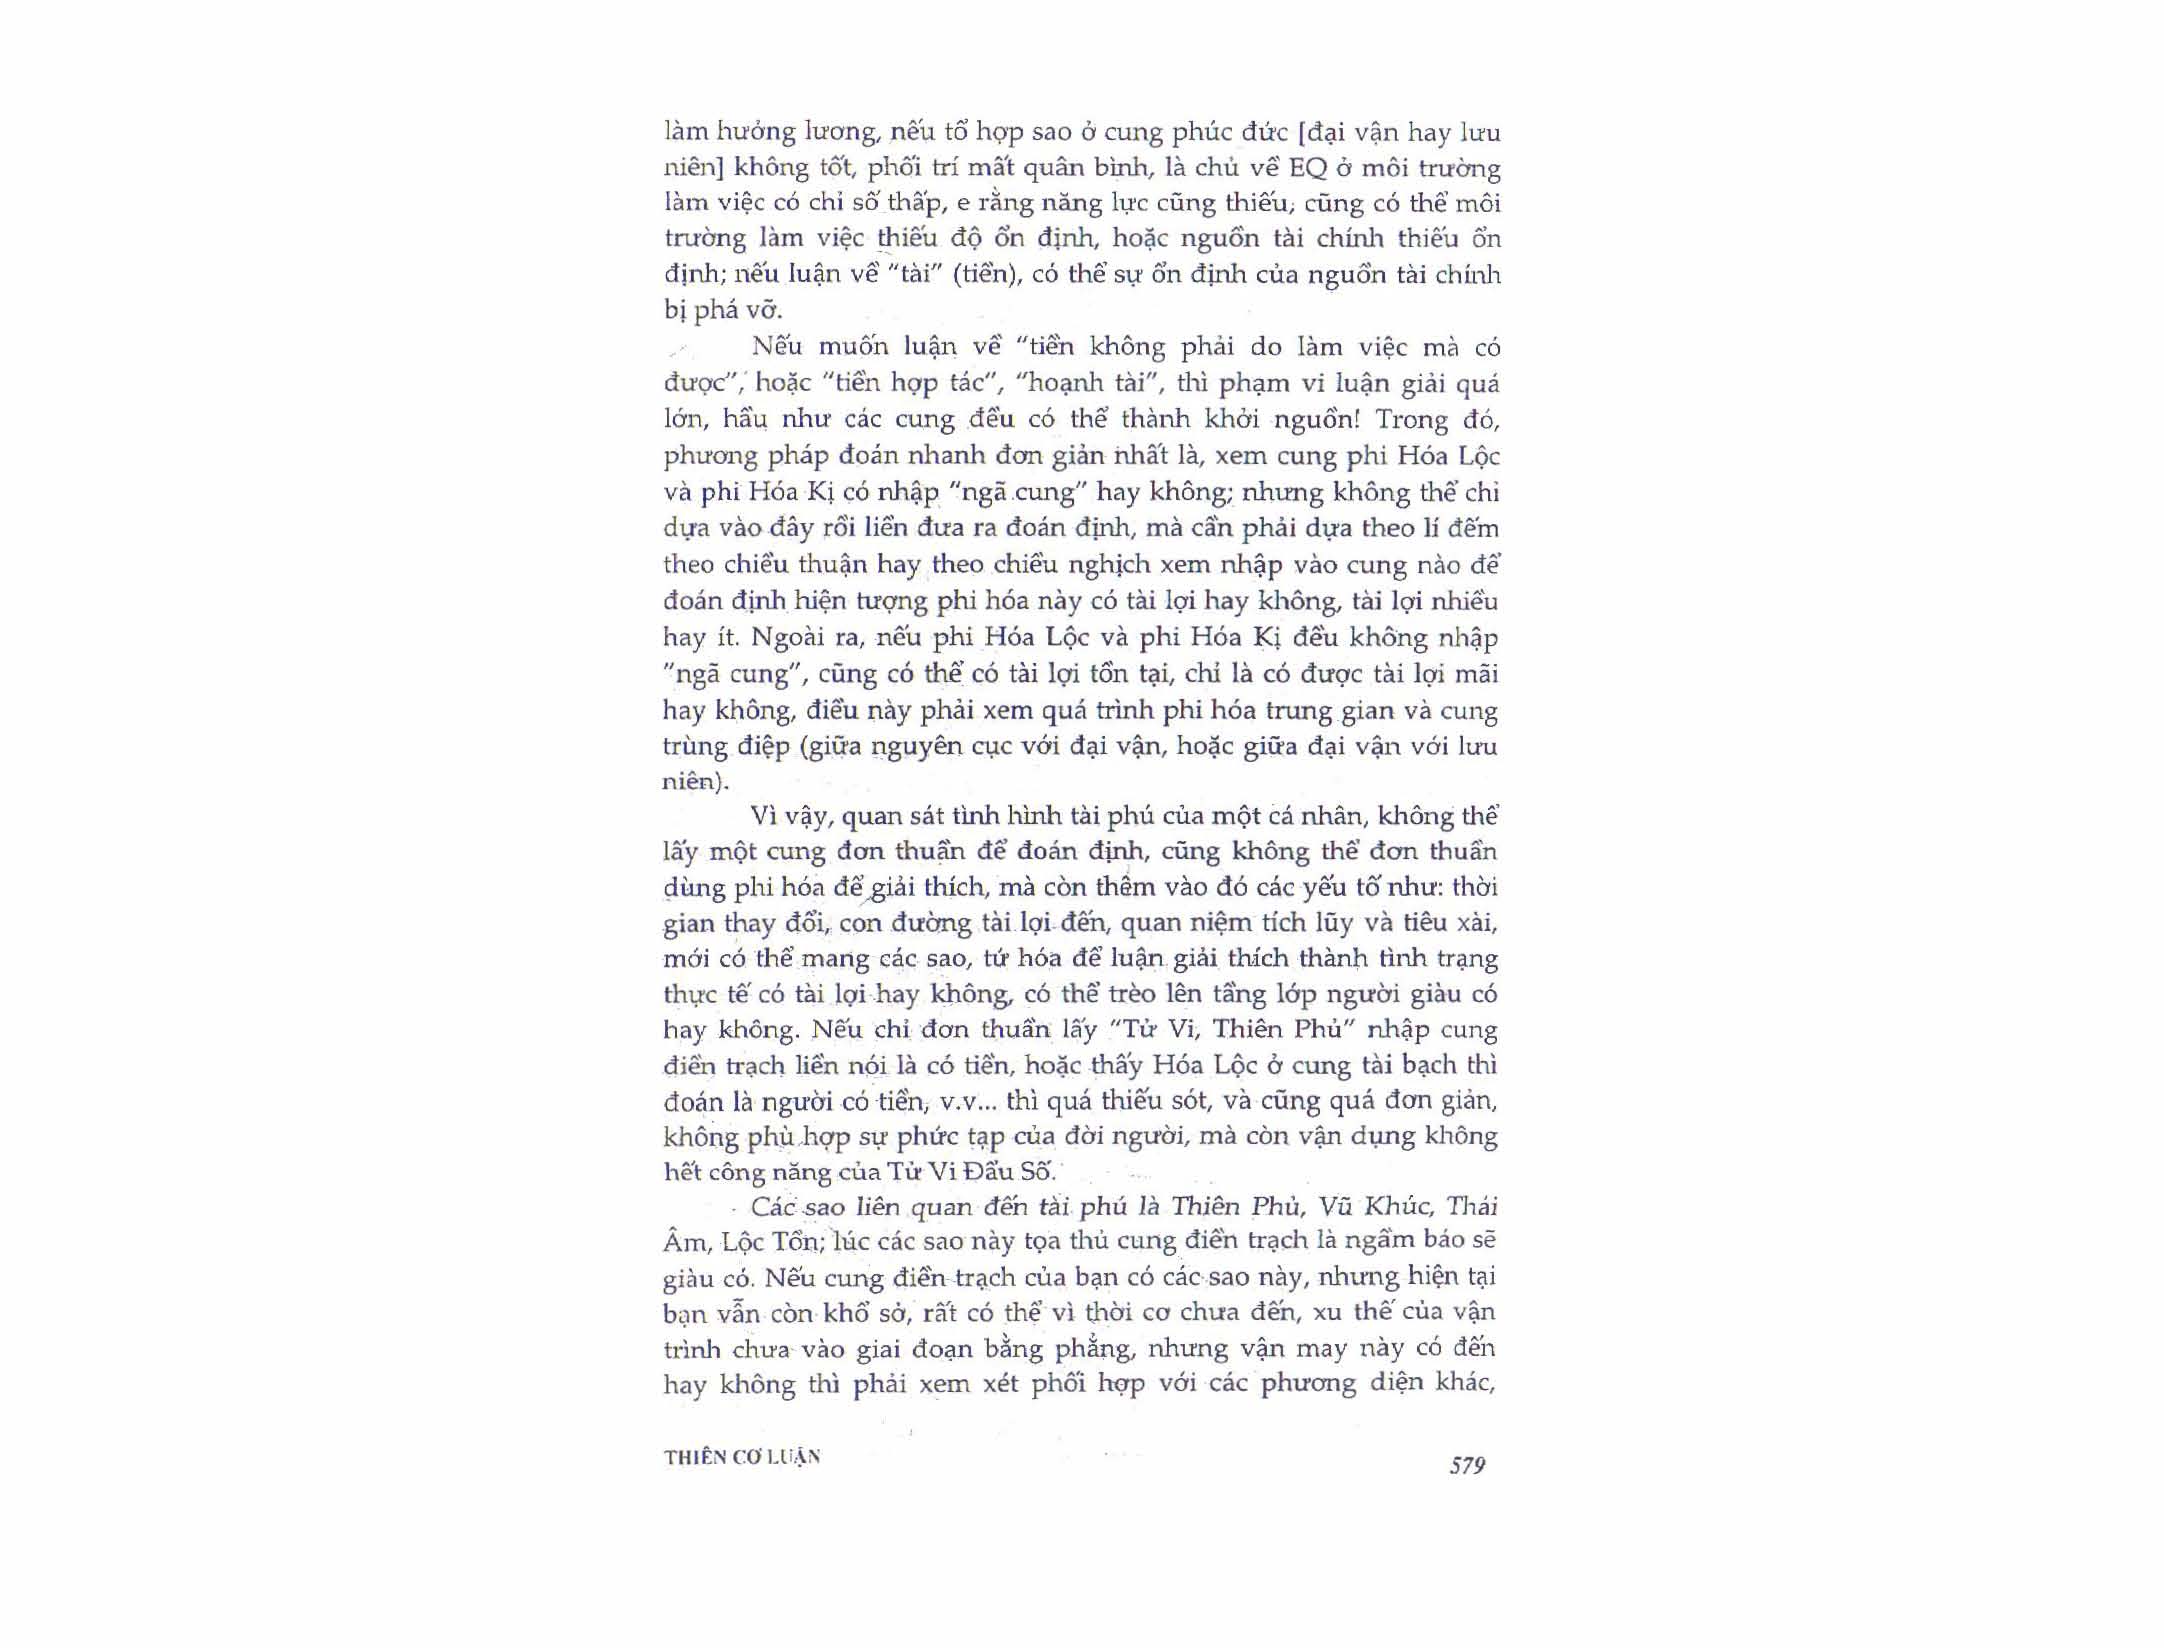 làm hưởng lương, nếu tổ hợp sao ở cung phúc đức [đại vận hay lưu
niên] không tốt, phối trí mất quân bình, là chủ về EQ ở môi trường
làm việc có chỉ số thấp, e rằng năng lực cũng thiếu, cũng có thể môi
trường làm việc thiếu độ ổn định, hoặc nguồn tài chính thiếu ổn
định; nếu luận về "tài" (tiền), có thể sự ổn định của nguồn tài chính
bị phá vỡ.
Nếu muốn luận về "tiền không phải do làm việc mà có
được", hoặc "tiền hợp tác", "hoạnh tài", thì phạm vi luận giải quá
lớn, hầu như các cung đều có thể thành khởi nguồn! Trong đó,
phương pháp đoán nhanh đơn giản nhất là, xem cung phi Hóa Lộc
và phi Hóa Kị có nhập "ngã cung" hay không; nhưng không thể chỉ
dựa vào đây rồi liền đưa ra đoán định, mà cần phải dựa theo lí đếm
theo chiều thuận hay theo chiều nghịch xem nhập vào cung nào để
đoán định hiện tượng phi hóa này có tài lợi hay không, tài lợi nhiều
hay ít. Ngoài ra, nếu phi Hóa Lộc và phi Hóa Kị đều không nhập
"ngã cung", cũng có thể có tài lợi tồn tại, chỉ là có được tài lợi mãi
hay không, điều này phải xem quá trình phi hóa trung gian và cung
trùng điệp (giữa nguyên cục với đại vận, hoặc giữa đại vận với lưu
niên).
Vì vậy, quan sát tình hình tài phú của một cá nhân, không thể
lấy một cung đơn thuần để đoán định, cũng không thể đơn thuần
dùng phi hóa để giải thích, mà còn thêm vào đó các yếu tố như: thời
gian thay đổi, con đường tài lợi đến, quan niệm tích lũy và tiêu xài,
mới có thể mang các sao, tứ hóa để luận giải thích thành tình trạng
thực tế có tài lợi hay không, có thể trèo lên tầng lớp người giàu có
hay không. Nếu chỉ đơn thuần lấy "Tử Vi, Thiên Phủ" nhập cung
điền trạch liền nói là có tiền, hoặc thấy Hóa Lộc ở cung tài bạch thì
đoán là người có tiền, v.v... thì quá thiếu sót, và cũng quá đơn giản,
không phù hợp sự phức tạp của đời người, mà còn vận dụng không
hết công năng của Tử Vi Đẩu Số.
Các sao liên quan đến tài phú là Thiên Phủ, Vũ Khúc, Thái
Âm, Lộc Tồn; lúc các sao này tọa thủ cung điền trạch là ngầm báo sẽ
giàu có. Nếu cung điền trạch của bạn có các sao này, nhưng hiện tại
bạn vẫn còn khổ sở, rất có thể vì thời cơ chưa đến, xu thế của vận
trình chưa vào giai đoạn bằng phẳng, nhưng vận may này có đến
hay không thì phải xem xét phối hợp với các phương diện khác,
THIÊN CƠ LUẬN
579